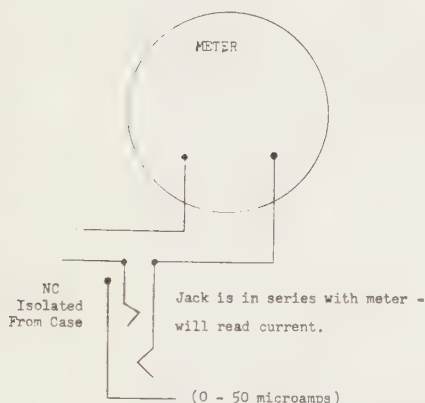 METER
NC
Isolated
From Case
Jack is in series with meter -
will read current.
(0 - 50 microamps)